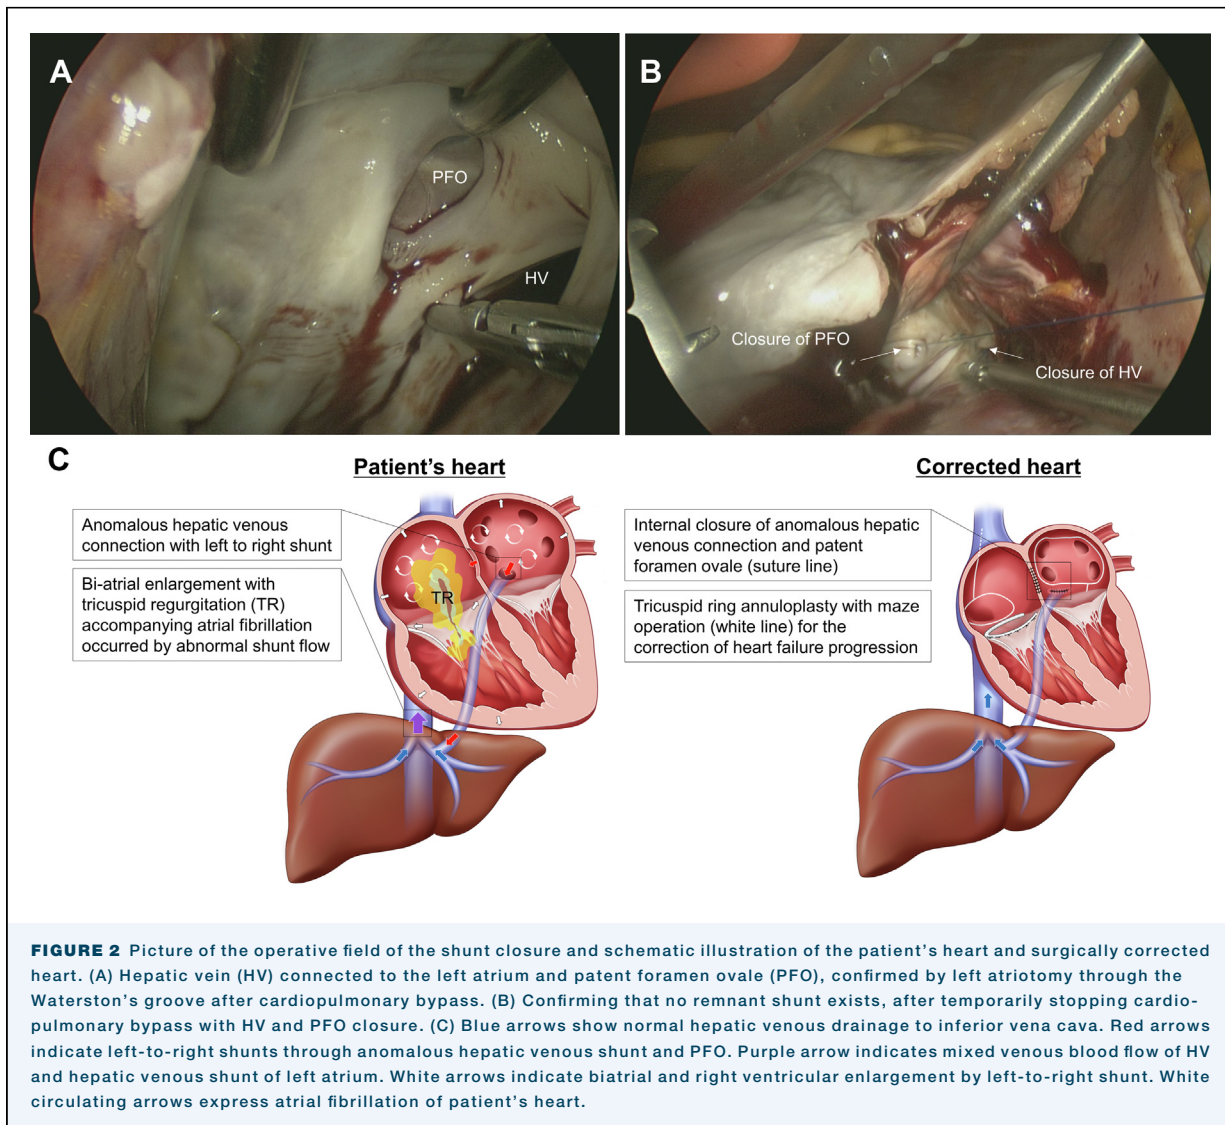 A
PFO
HV
B
Closure of PFO
Closure of HV
C
Patient's heart
Anomalous hepatic venous
connection with left to right shunt
Bi-atrial enlargement with
tricuspid regurgitation (TR)
accompanying atrial fibrillation
occurred by abnormal shunt flow
TR
Corrected heart
Internal closure of anomalous hepatic
venous connection and patent
foramen ovale (suture line)
Tricuspid ring annuloplasty with maze
operation (white line) for the
correction of heart failure progression
FIGURE 2 Picture of the operative field of the shunt closure and schematic illustration of the patient's heart and surgically corrected
heart. (A) Hepatic vein (HV) connected to the left atrium and patent foramen ovale (PFO), confirmed by left atriotomy through the
Waterston's groove after cardiopulmonary bypass. (B) Confirming that no remnant shunt exists, after temporarily stopping cardio-
pulmonary bypass with HV and PFO closure. (C) Blue arrows show normal hepatic venous drainage to inferior vena cava. Red arrows
indicate left-to-right shunts through anomalous hepatic venous shunt and PFO. Purple arrow indicates mixed venous blood flow of HV
and hepatic venous shunt of left atrium. White arrows indicate biatrial and right ventricular enlargement by left-to-right shunt. White
circulating arrows express atrial fibrillation of patient's heart.